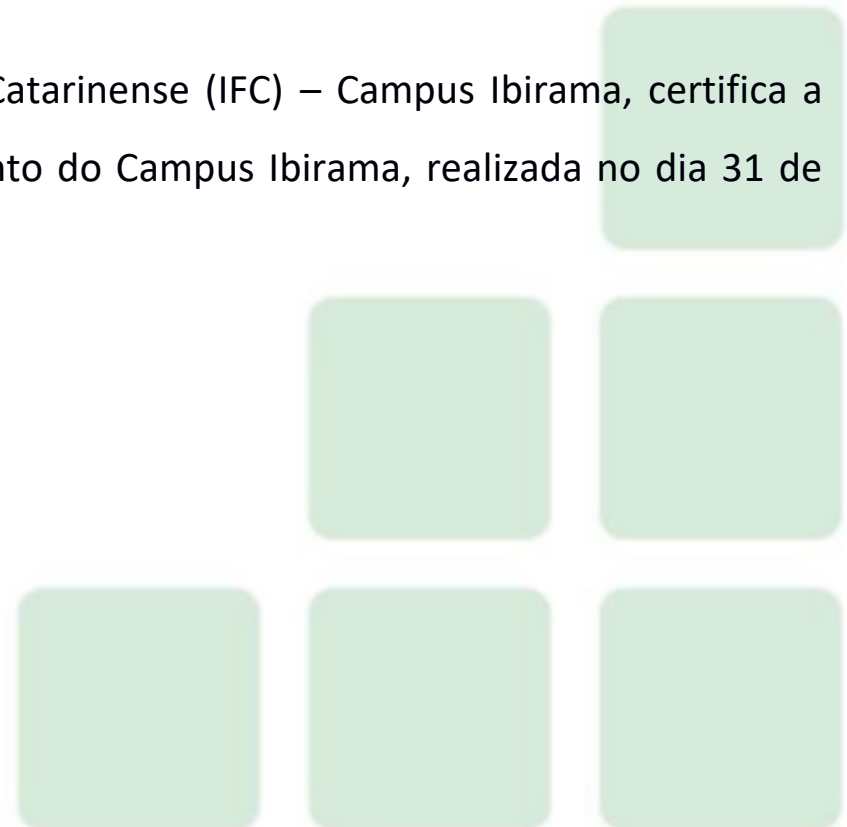 Catarinense (IFC) – Campus Ibirama, certifica a
nto do Campus Ibirama, realizada no dia 31 de